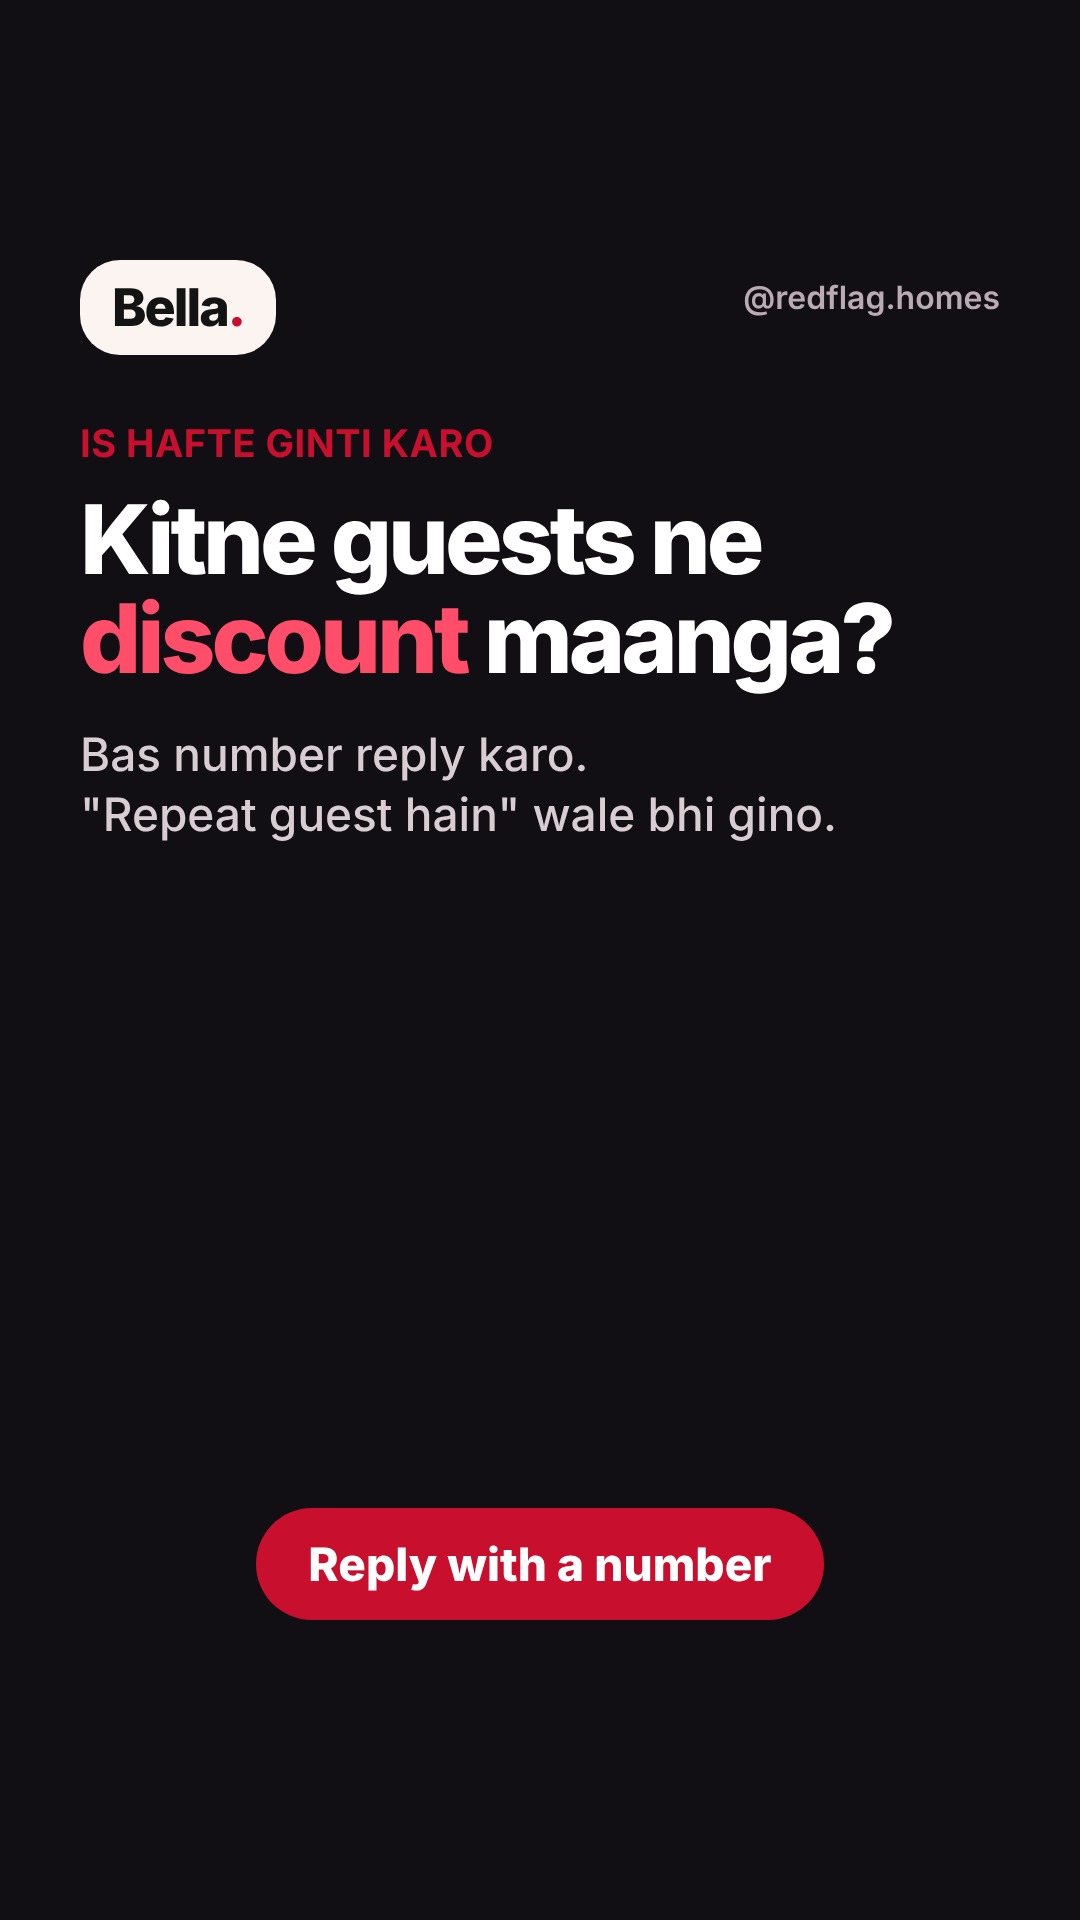 Bella.
@redflag.homes
IS HAFTE GINTI KARO
Kitne guests ne
discount maanga?
Bas number reply karo.
"Repeat guest hain" wale bhi gino.
Reply with a number